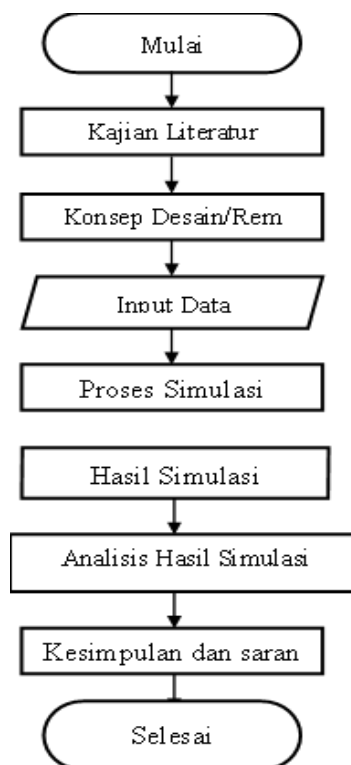 Mulai
Kajian Literatur
Konsep Desain/Rem
Input Data
Proses Simulasi
Hasil Simulasi
Analisis Hasil Simulasi
Kesimpulan dan saran
Selesai